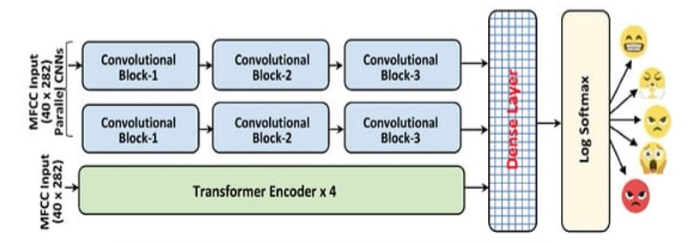 MFCC Input
(40 x 282)
Parallel CNNs
Convolutional
Block-1
Convolutional
Block-2
Convolutional
Block-3
Convolutional
Block-1
Convolutional
Block-2
Convolutional
Block-3
MFCC Input
(40 x 282)
Transformer Encoder x 4
Dense Layer
Log Softmax